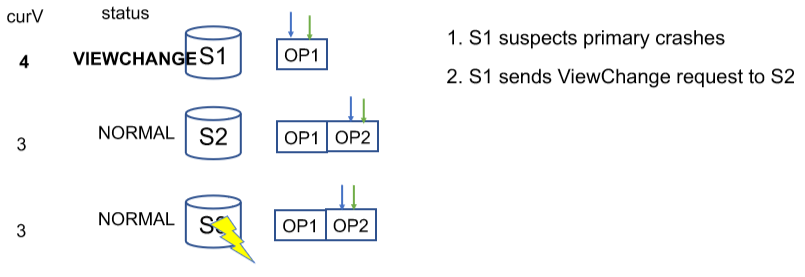 curV status
4 VIEWCHANGE S1 OP1
3 NORMAL S2 OP1 OP2
3 NORMAL OP1 OP2
1. S1 suspects primary crashes
2. S1 sends ViewChange request to S2